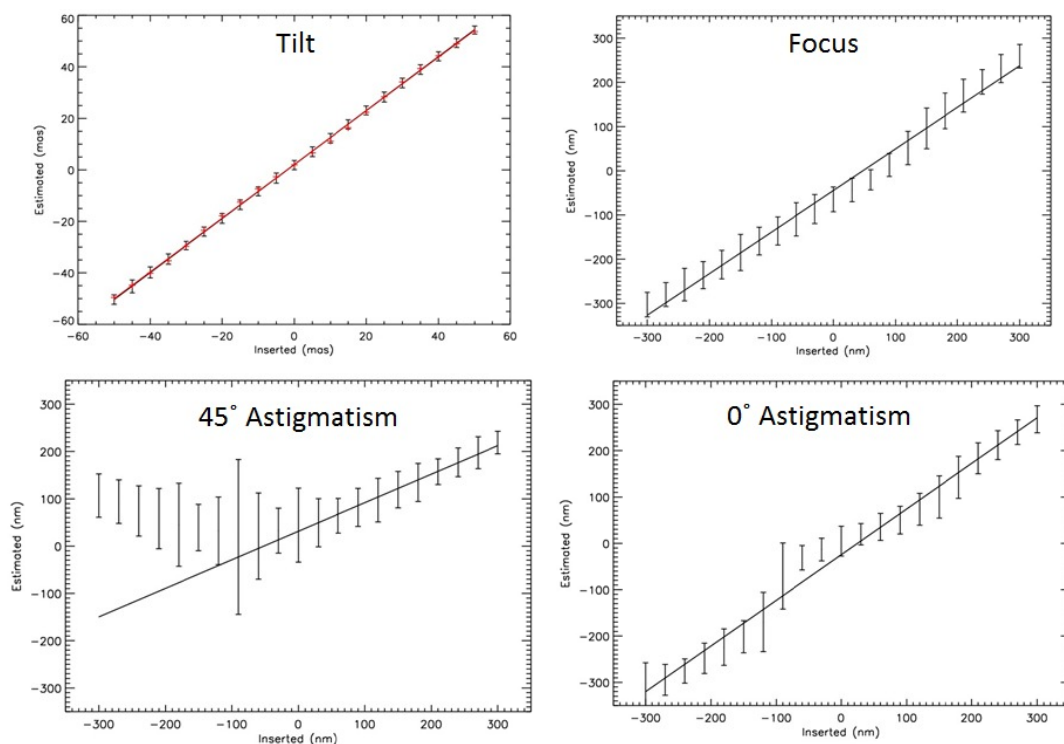 Tilt
Estimated (mas)
60
40
20
0
−20
−40
−60
−60 −40 −20 0 20 40 60
Inserted (mas)
Focus
Estimated (nm)
300
200
100
0
−100
−200
−300
−300 −200 −100 0 100 200 300
Inserted (nm)
45° Astigmatism
Estimated (nm)
300
200
100
0
−100
−200
−300
−300 −200 −100 0 100 200 300
Inserted (nm)
0° Astigmatism
Estimated (nm)
300
200
100
0
−100
−200
−300
−300 −200 −100 0 100 200 300
Inserted (nm)